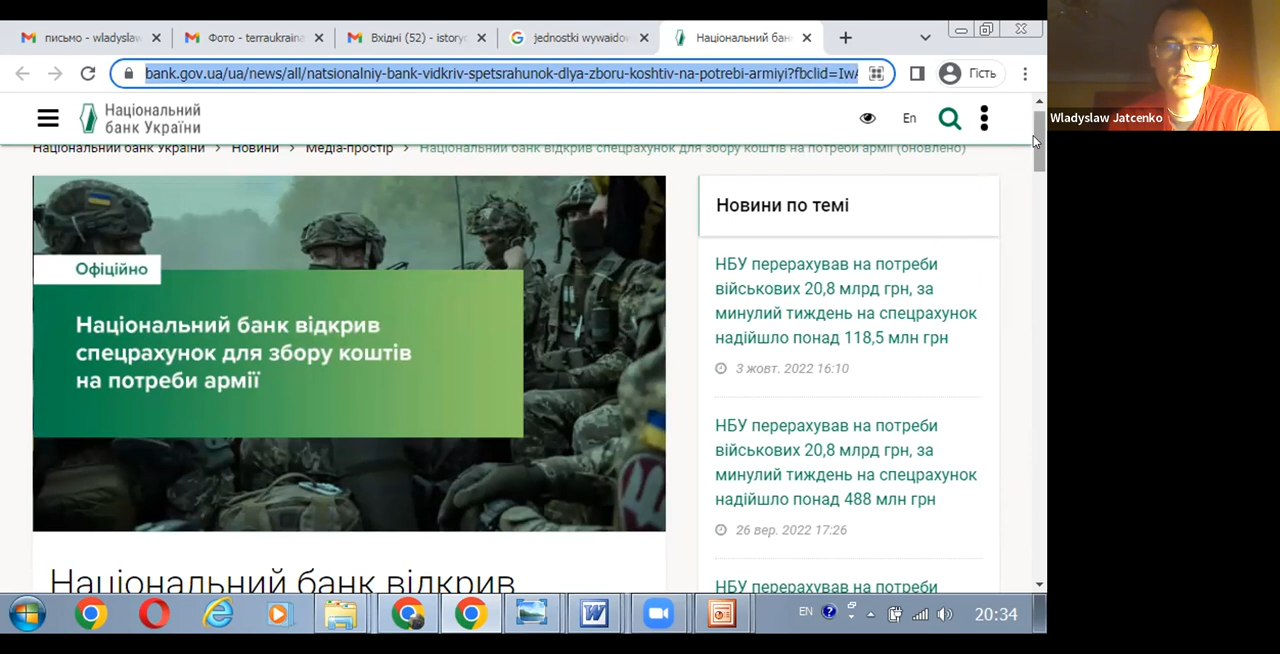 письмо - wladyslaw
Фото - terraukraina
Вхідні (52) - istoryc
jednostki wywiadow
Національний бан
bank.gov.ua/ua/news/all/natsionalniy-bank-vidkriv-spetsrahunok-dlya-zboru-koshtiv-na-potrebi-armiyi?fbclid=IwA
Гість
Національний
банк України
En
Wladyslaw Jatcenko
Національний банк України > Новини > Медіа-простір > Національний банк відкрив спецрахунок для збору коштів на потреби армії (оновлено)
Офіційно
Національний банк відкрив
спецрахунок для збору коштів
на потреби армії
Національний банк відкрив
Новини по темі
НБУ перерахував на потреби
військових 20,8 млрд грн, за
минулий тиждень на спецрахунок
надійшло понад 118,5 млн грн
3 жовт. 2022 16:10
НБУ перерахував на потреби
військових 20,8 млрд грн, за
минулий тиждень на спецрахунок
надійшло понад 488 млн грн
26 вер. 2022 17:26
НБУ перерахував на потреби
EN
20:34